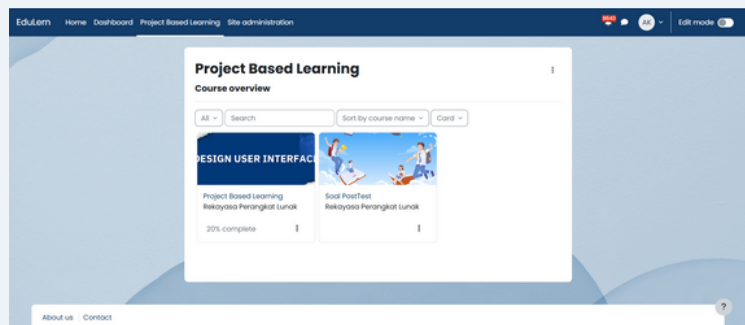 EduLern Home Dashboard Project Based Learning Site administration AK Edit mode
Project Based Learning
Course overview
All Search Sort by course name Card
DESIGN USER INTERFACE
Project Based Learning
Rekayasa Perangkat Lunak
20% complete
Soal PostTest
Rekayasa Perangkat Lunak
?
About us Contact